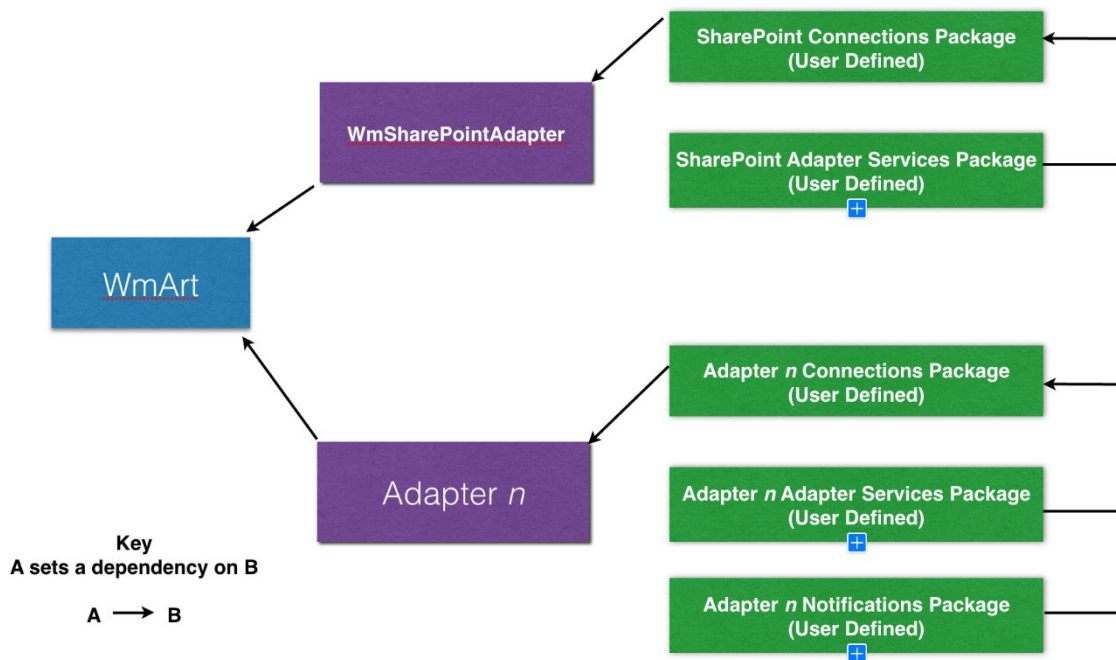 SharePoint Connections Package
(User Defined)
WmSharePointAdapter
SharePoint Adapter Services Package
(User Defined)
WmArt
Adapter n Connections Package
(User Defined)
Adapter n
Adapter n Adapter Services Package
(User Defined)
Key
A sets a dependency on B
A B
Adapter n Notifications Package
(User Defined)